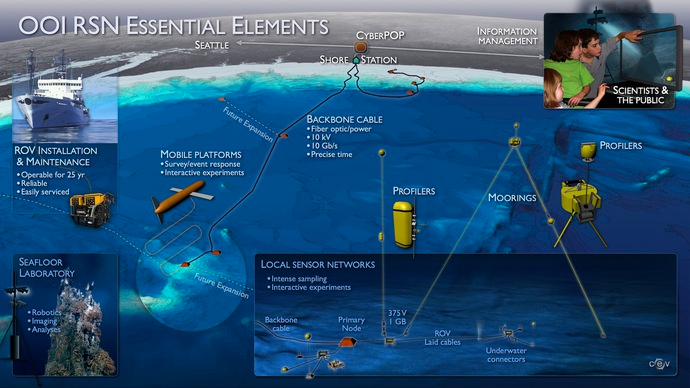 OOI RSN ESSENTIAL ELEMENTS
SEATTLE
CYBERPOP
SHORE STATION
INFORMATION
MANAGEMENT
SCIENTISTS &
THE PUBLIC
ROV INSTALLATION
& MAINTENANCE
• Operable for 25 yr
• Reliable
• Easily serviced
Future Expansion
BACKBONE CABLE
• Fiber optic/power
• 10 kV
• 10 Gb/s
• Precise time
MOBILE PLATFORMS
• Survey/event response
• Interactive experiments
PROFILERS
MOORINGS
PROFILERS
SEAFLOOR
LABORATORY
• Robotics
• Imaging
• Analyses
Future Expansion
LOCAL SENSOR NETWORKS
• Intense sampling
• Interactive experiments
Backbone
cable
Primary
Node
375 V
1 GB
ROV
Laid cables
Underwater
connectors
cev